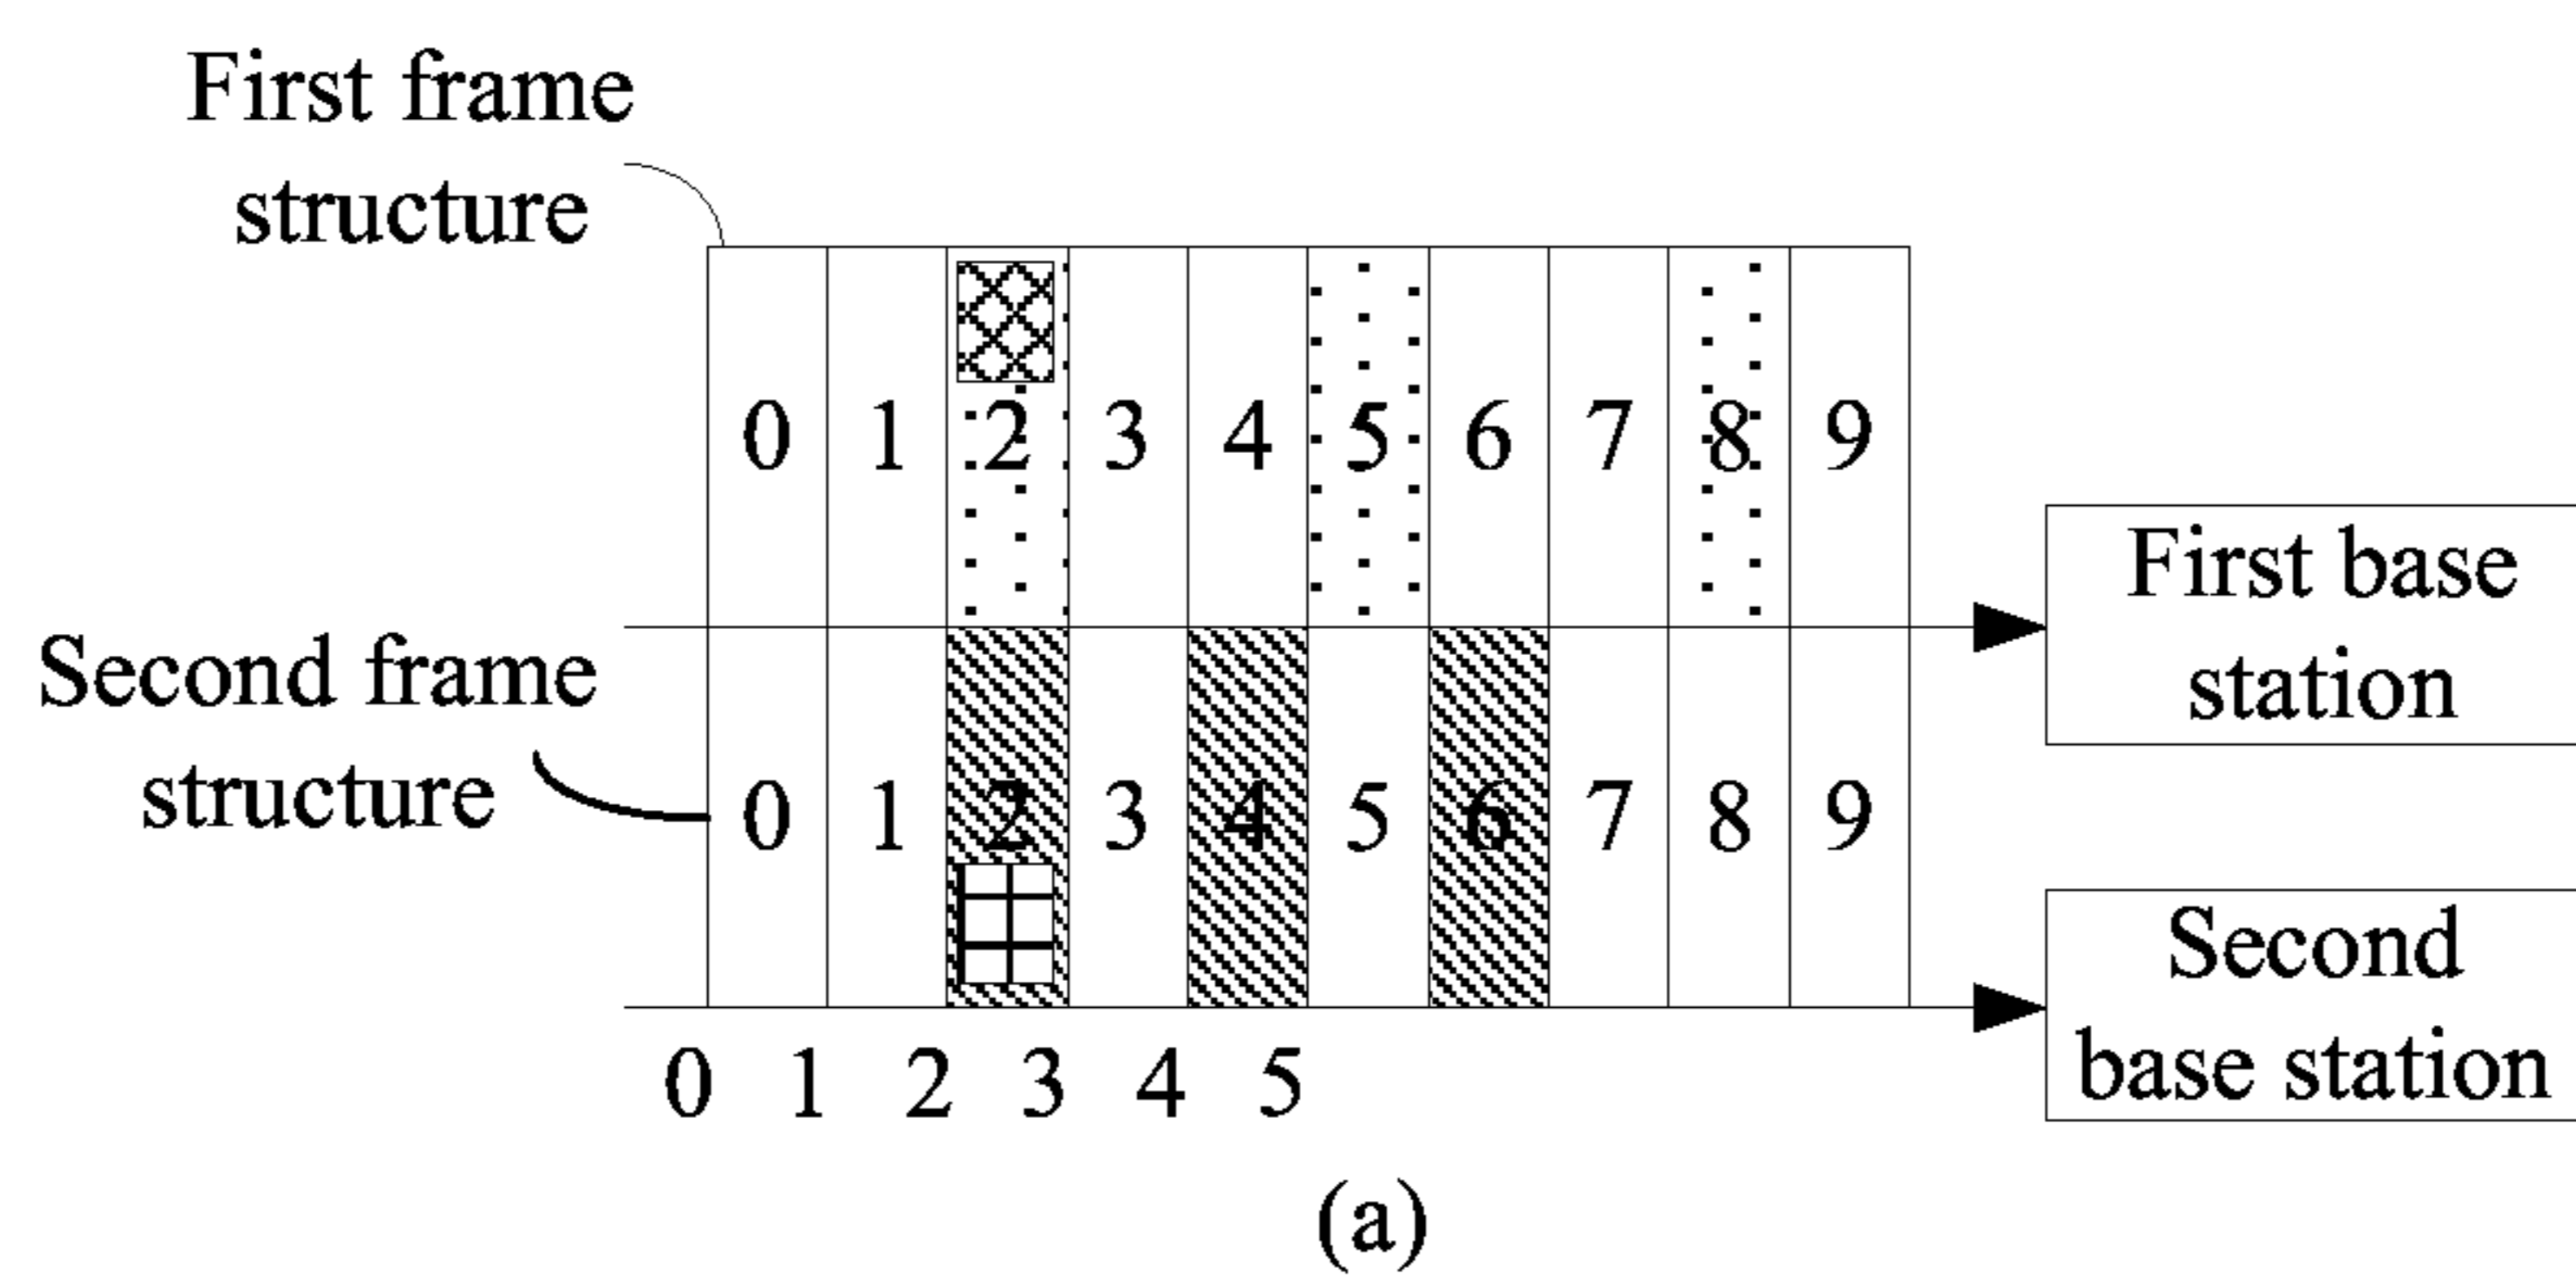 First frame
structure
0 1 2 3 4 5 6 7 8 9
First base
station
Second frame
structure
0 1 2 3 4 5 6 7 8 9
Second
base station
0 1 2 3 4 5
(a)